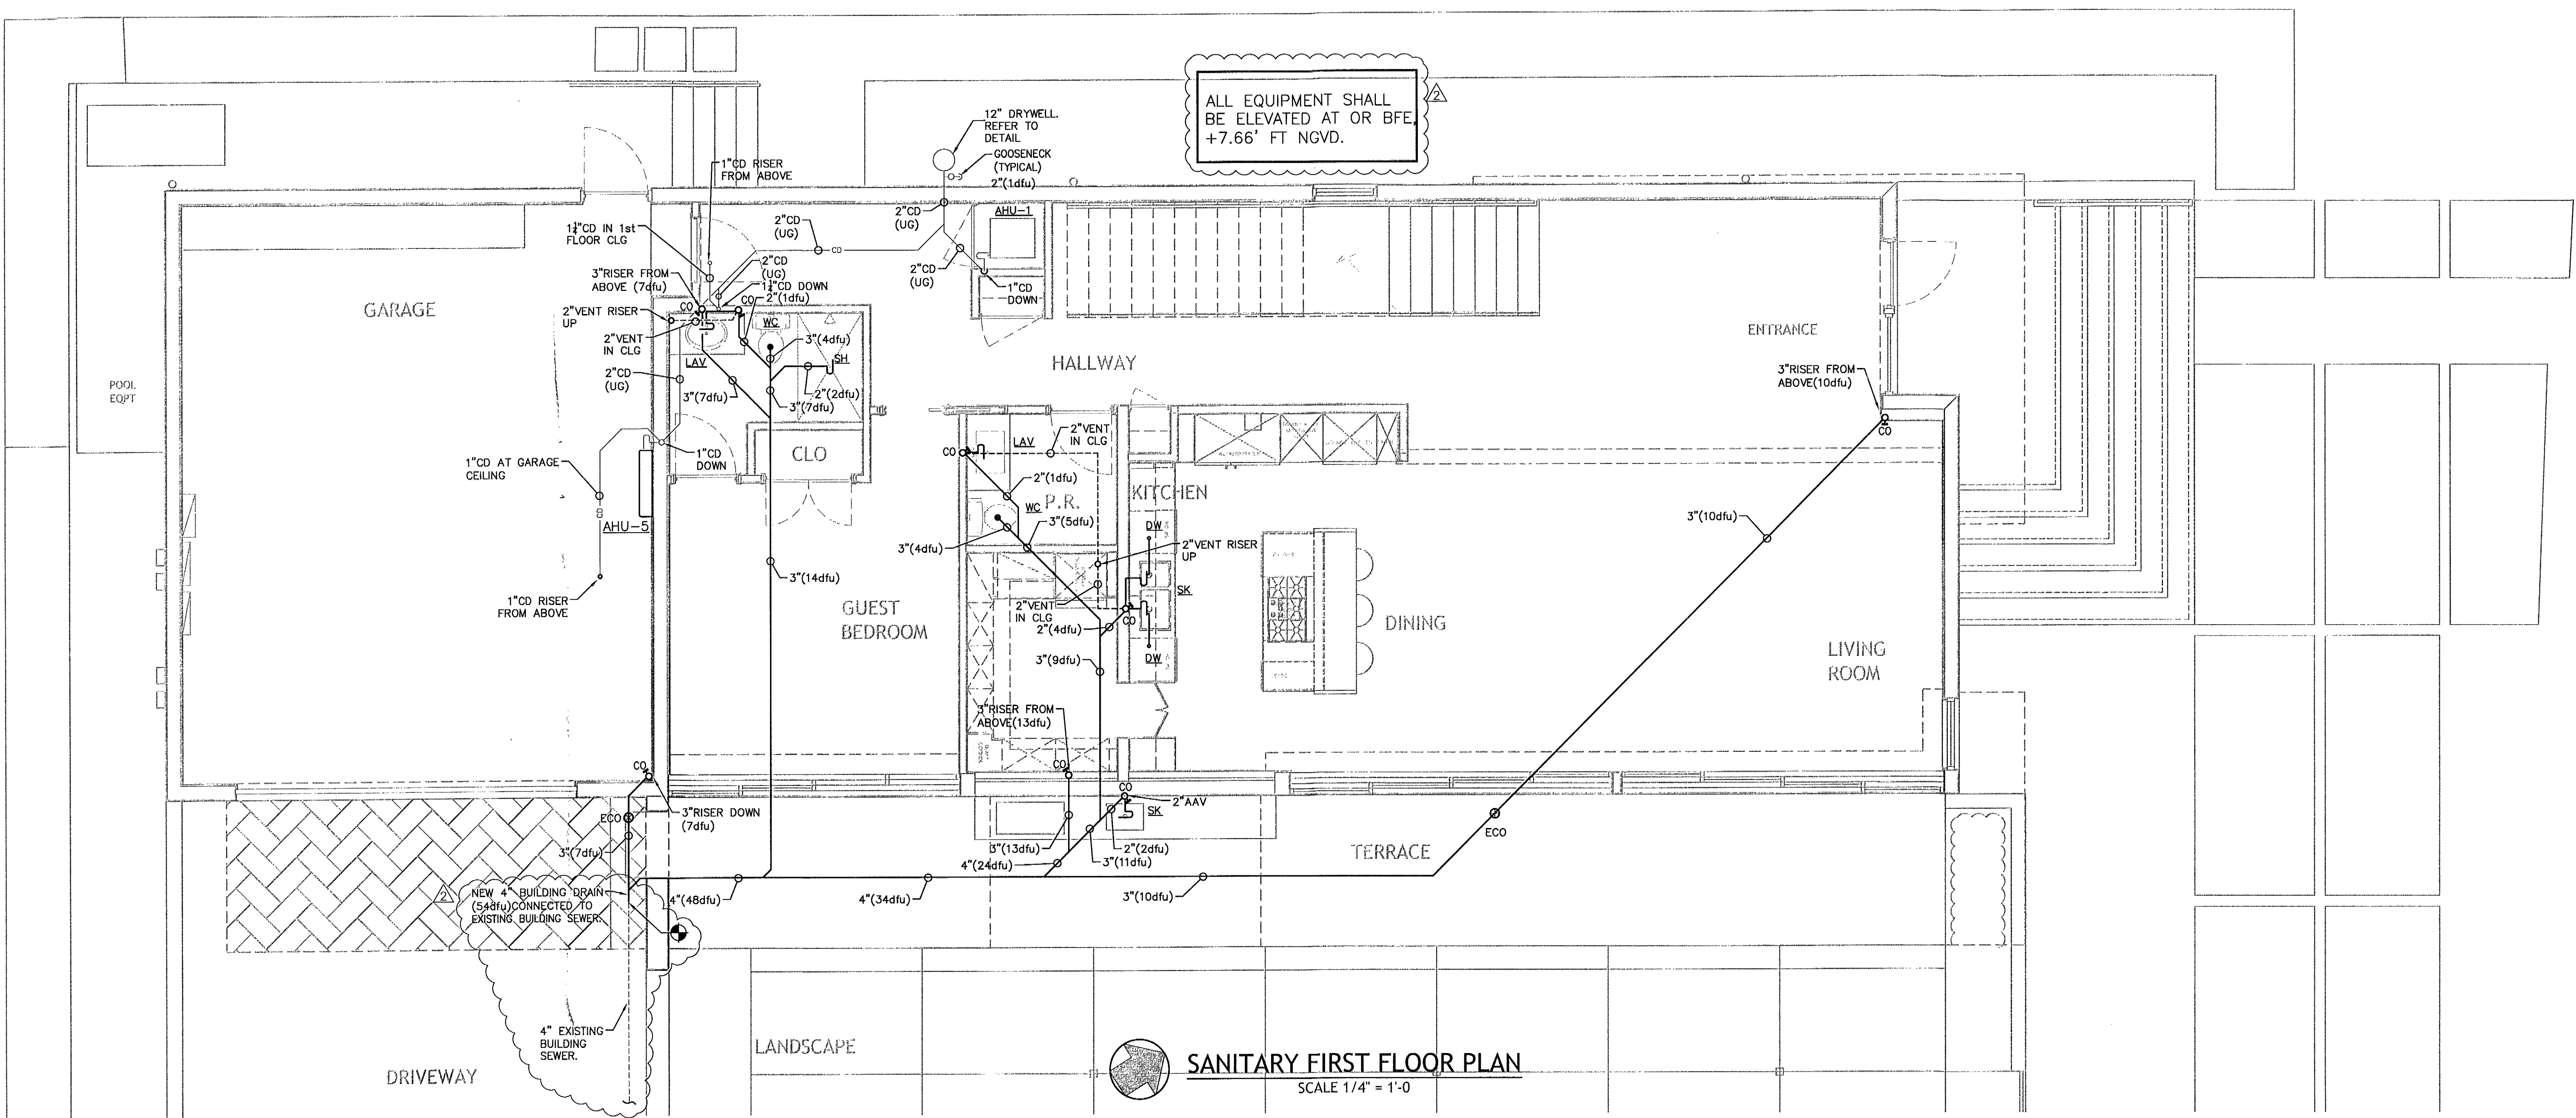 ALL EQUIPMENT SHALL
BE ELEVATED AT OR BFE,
+7.66' FT NGVD.
2
12" DRYWELL.
REFER TO
DETAIL
GOOSENECK
(TYPICAL)
2"(1dfu)
1"CD RISER
FROM ABOVE
AHU-1
2"CD
(UG)
2"CD
(UG)
CD
1¼"CD IN 1st
FLOOR CLG
2"CD
(UG)
2"CD
(UG)
1"CD
DOWN
3"RISER FROM
ABOVE (7dfu)
1¼"CD DOWN
2"(1dfu)
CO
CO
GARAGE
2"VENT RISER
UP
2"VENT
IN CLG
WC
3"(4dfu)
LAV
SH
2"CD
(UG)
3"(7dfu)
2"(2dfu)
3"(7dfu)
HALLWAY
ENTRANCE
3"RISER FROM
ABOVE(10dfu)
CO
POOL
EQPT
1"CD
DOWN
CLO
CO
LAV
2"VENT
IN CLG
1"CD AT GARAGE
CEILING
CD
AHU-5
2"(1dfu)
P.R.
WC
KITCHEN
3"(5dfu)
3"(4dfu)
DW
2"VENT RISER
UP
3"(10dfu)
3"(14dfu)
1"CD RISER
FROM ABOVE
GUEST
BEDROOM
2"VENT
IN CLG
SK
CO
2"(4dfu)
DINING
DW
3"(9dfu)
LIVING
ROOM
3"RISER FROM
ABOVE(13dfu)
CO
CO
CO
2"AAV
SK
3"RISER DOWN
(7dfu)
ECO
ECO
3"(7dfu)
3"(13dfu)
2"(2dfu)
3"(11dfu)
4"(24dfu)
TERRACE
2
NEW 4" BUILDING DRAIN
(54dfu)CONNECTED TO
EXISTING BUILDING SEWER.
4"(48dfu)
4"(34dfu)
3"(10dfu)
4" EXISTING
BUILDING
SEWER.
DRIVEWAY
LANDSCAPE
SANITARY FIRST FLOOR PLAN
SCALE 1/4" = 1'-0